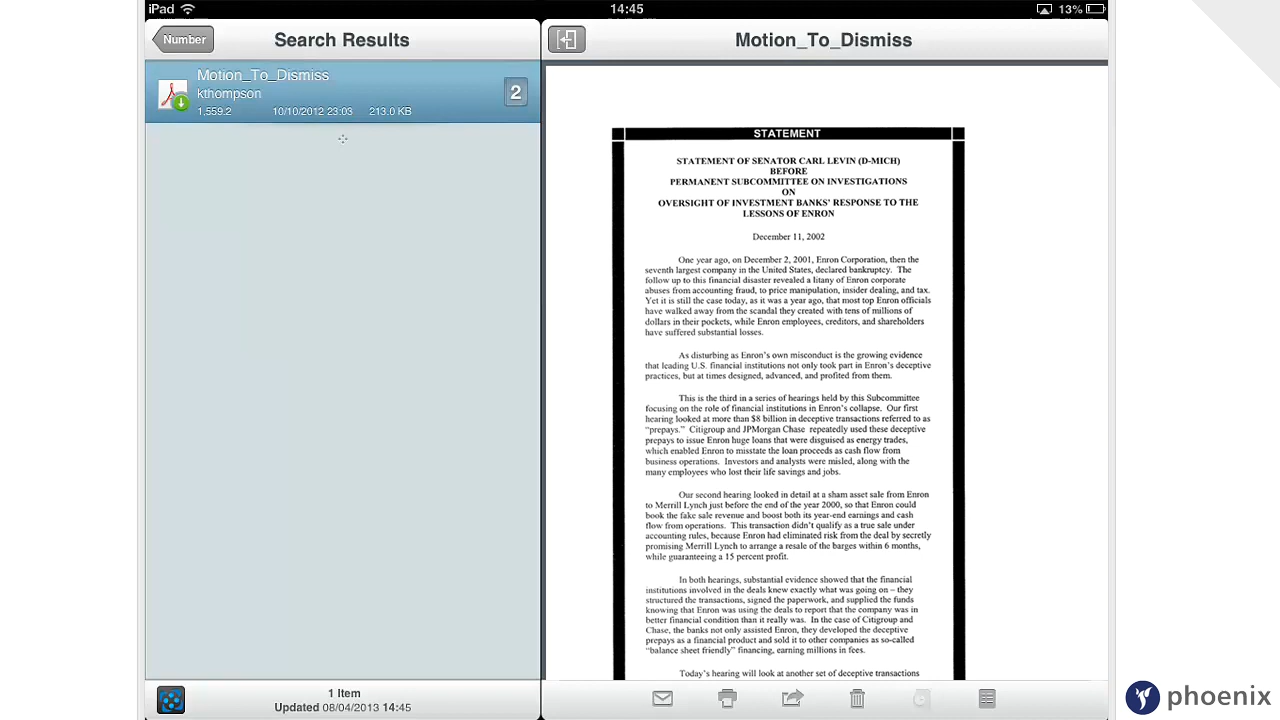 iPad
14:45
13%
Number
Search Results
Motion_To_Dismiss
kthompson
1,559.2 10/10/2012 23:03 213.0 KB
2
1 Item
Updated 08/04/2013 14:45
Motion_To_Dismiss
STATEMENT
STATEMENT OF SENATOR CARL LEVIN (D-MICH)
BEFORE
PERMANENT SUBCOMMITTEE ON INVESTIGATIONS
ON
OVERSIGHT OF INVESTMENT BANKS' RESPONSE TO THE
LESSONS OF ENRON
December 11, 2002
One year ago, on December 2, 2001, Enron Corporation, then the
seventh largest company in the United States, declared bankruptcy. The
follow up to this financial disaster revealed a litany of Enron corporate
abuses from accounting fraud, to price manipulation, insider dealing, and tax.
Yet it is still the case today, as it was a year ago, that most top Enron officials
have walked away from the scandal they created with tens of millions of
dollars in their pockets, while Enron employees, creditors, and shareholders
have suffered substantial losses.
As disturbing as Enron's own misconduct is the growing evidence
that leading U.S. financial institutions not only took part in Enron's deceptive
practices, but at times designed, advanced, and profited from them.
This is the third in a series of hearings held by this Subcommittee
focusing on the role of financial institutions in Enron's collapse. Our first
hearing looked at more than $8 billion in deceptive transactions referred to as
"prepays." Citigroup and JPMorgan Chase repeatedly used these deceptive
prepays to issue Enron huge loans that were disguised as energy trades,
which enabled Enron to misstate the loan proceeds as cash flow from
business operations. Investors and analysts were misled, along with the
many employees who lost their life savings and jobs.
Our second hearing looked in detail at a sham asset sale from Enron
to Merrill Lynch just before the end of the year 2000, so that Enron could
book the fake sale revenue and boost both its year-end earnings and cash
flow from operations. This transaction didn't qualify as a true sale under
accounting rules, because Enron had eliminated risk from the deal by secretly
promising Merrill Lynch to arrange a resale of the barges within 6 months,
while guaranteeing a 15 percent profit.
In both hearings, substantial evidence showed that the financial
institutions involved in the deals knew exactly what was going on – they
structured the transactions, signed the paperwork, and supplied the funds
knowing that Enron was using the deals to report that the company was in
better financial condition than it really was. In the case of Citigroup and
Chase, the banks not only assisted Enron, they developed the deceptive
prepays as a financial product and sold it to other companies as so-called
"balance sheet friendly" financing, earning millions in fees.
Today's hearing will look at another set of deceptive transactions
phoenix